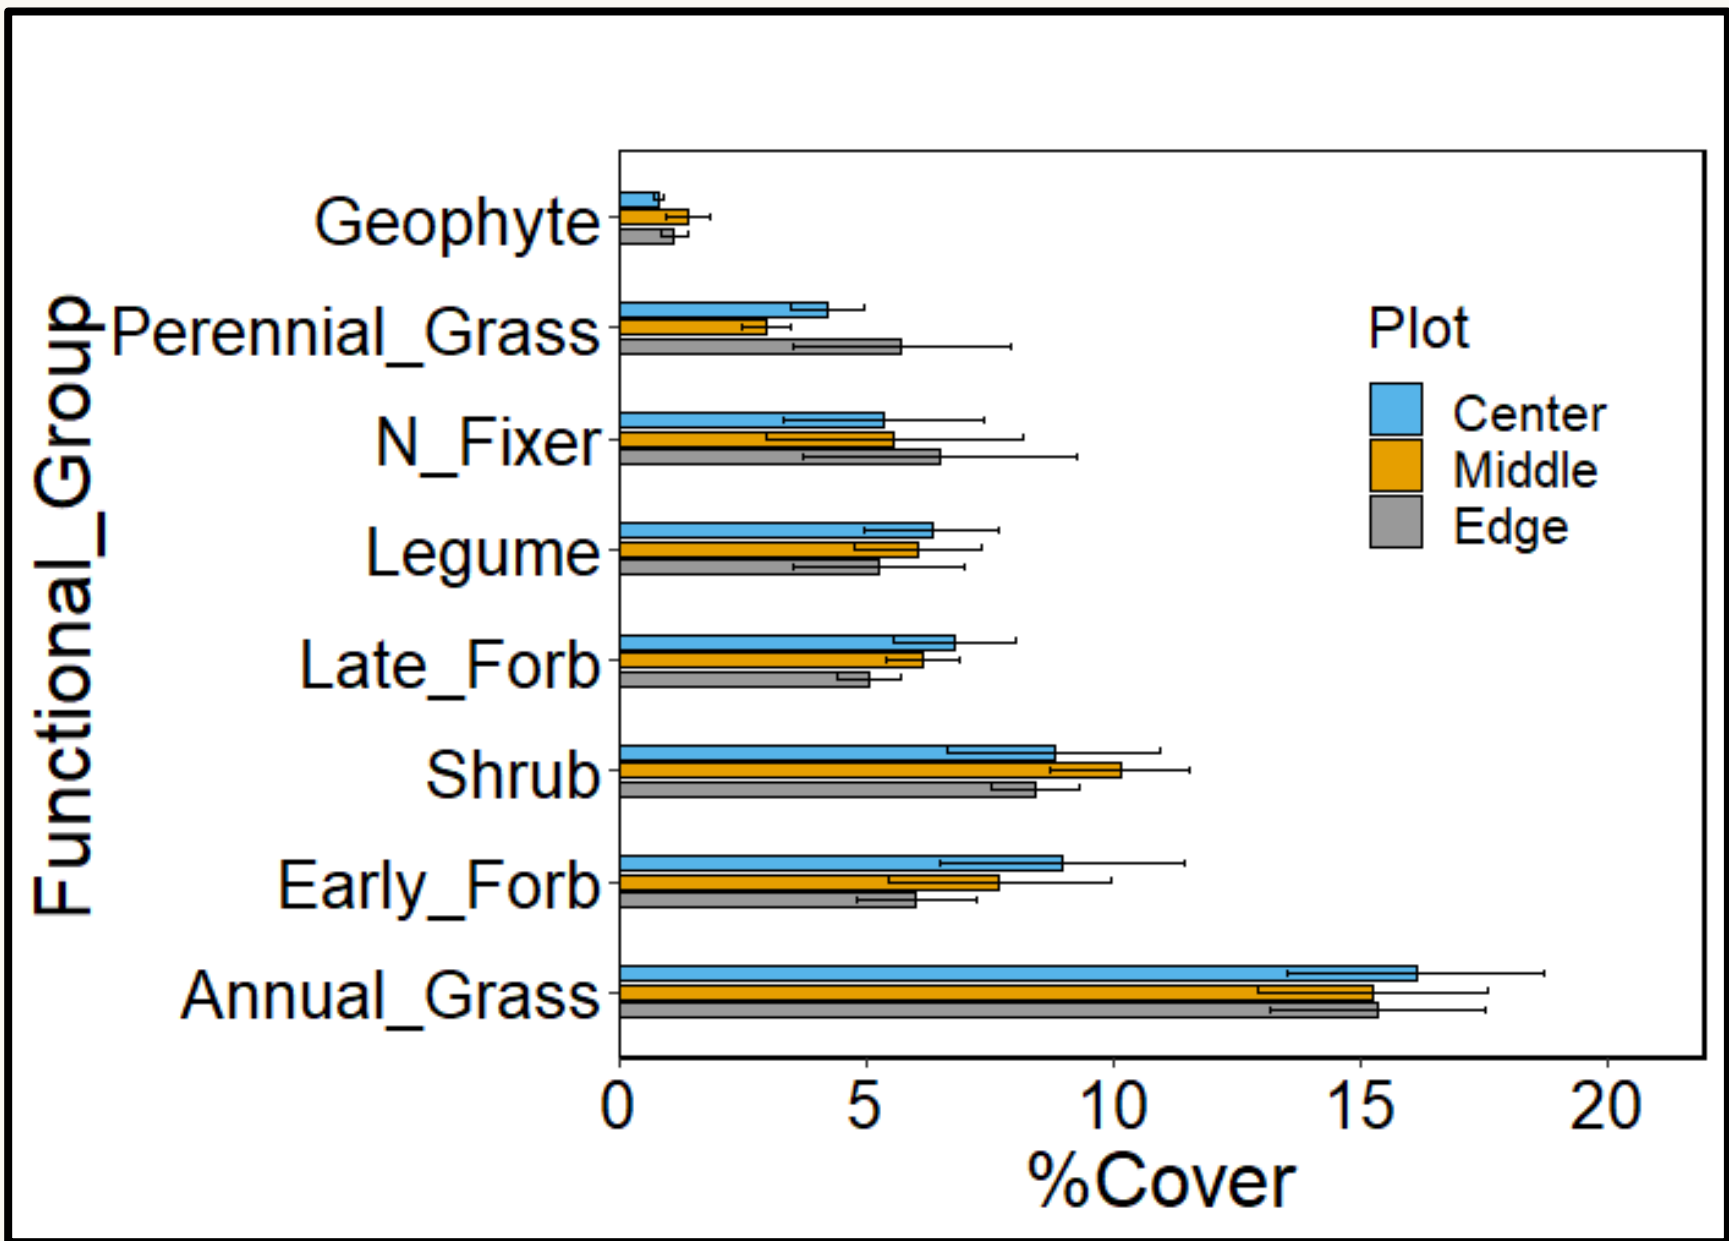 Functional_Group
Geophyte
Perennial_Grass
N_Fixer
Legume
Late_Forb
Shrub
Early_Forb
Annual_Grass
Plot
Center
Middle
Edge
0 5 10 15 20
%Cover